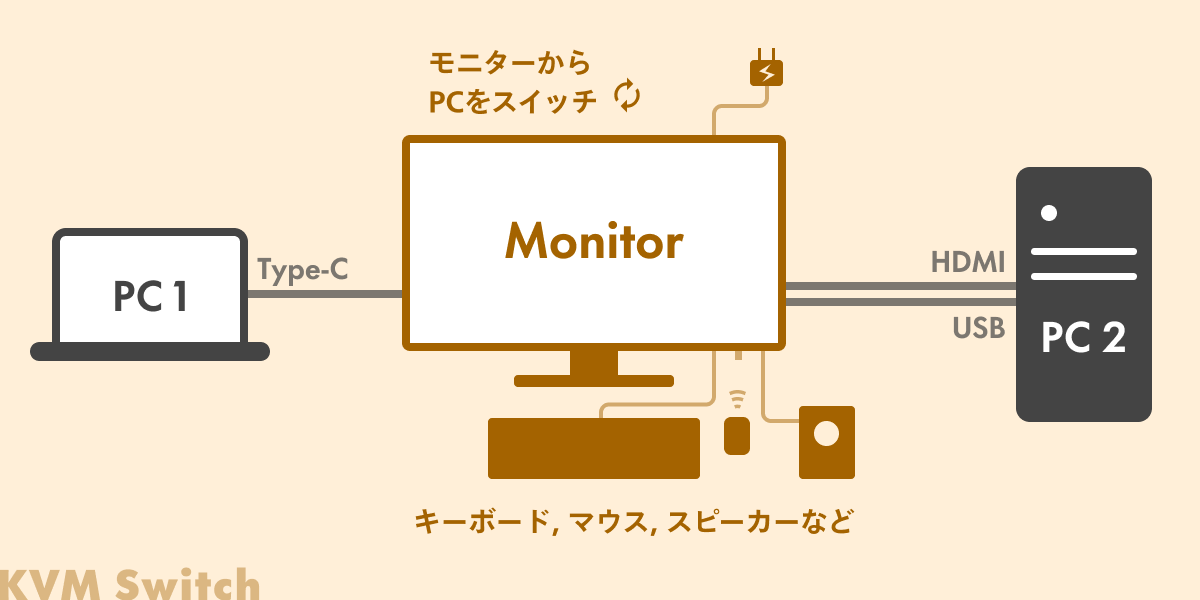 モニターから
PCをスイッチ
Monitor
PC 1
Type-C
HDMI
USB
PC 2
キーボード, マウス, スピーカーなど
KVM Switch